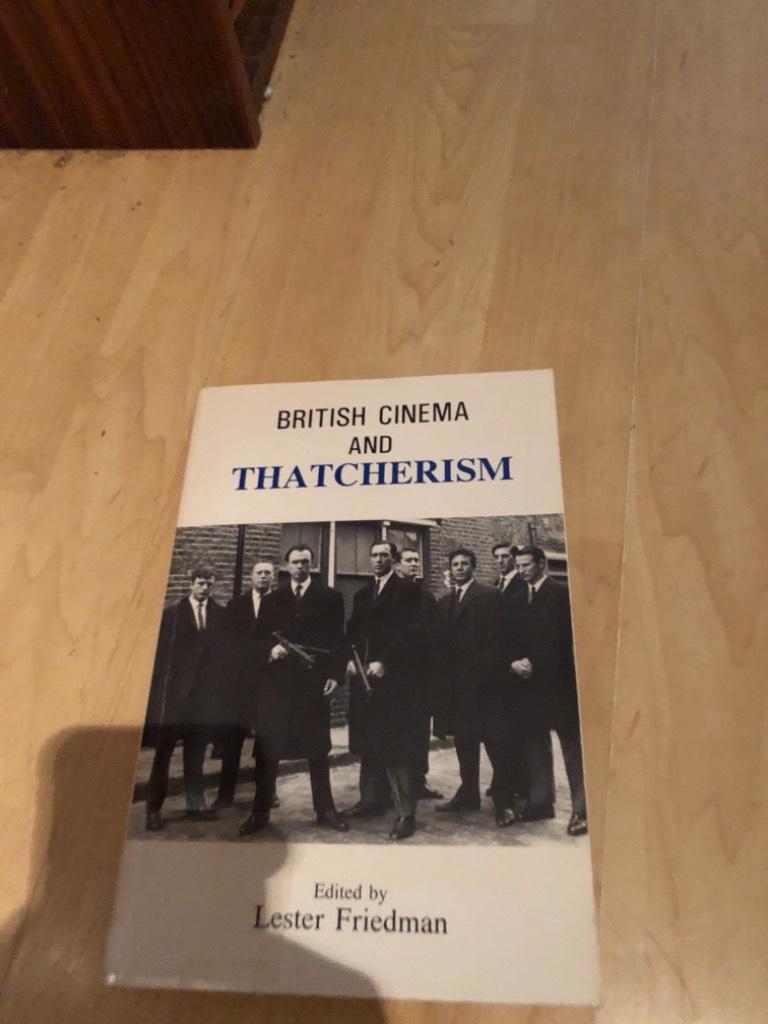 BRITISH CINEMA
AND
THATCHERISM
Edited by
Lester Friedman